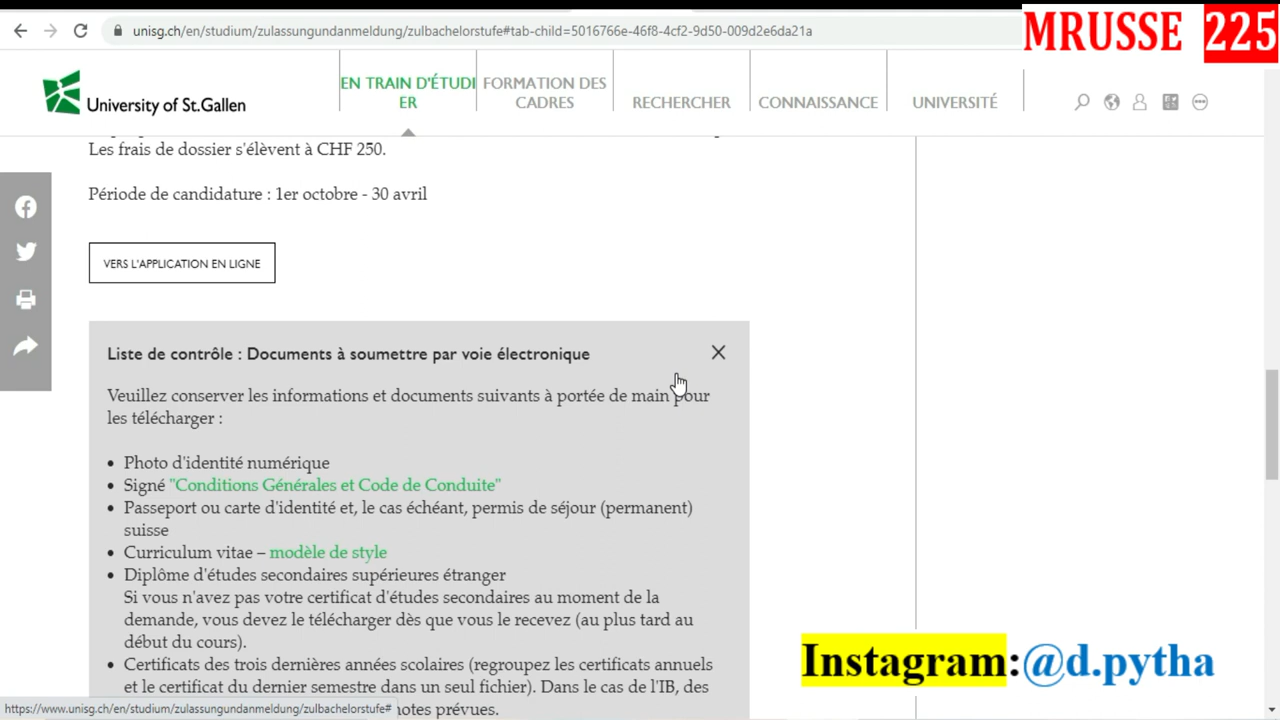 unisg.ch/en/studium/zulassungundanmeldung/zulbachelorstufe#tab-child=5016766e-46f8-4cf2-9d50-009d2e6da21a
MRUSSE 225
University of St.Gallen
EN TRAIN D'ÉTUDI
ER
FORMATION DES
CADRES
RECHERCHER
CONNAISSANCE
UNIVERSITÉ
Les frais de dossier s'élèvent à CHF 250.
Période de candidature : 1er octobre - 30 avril
VERS L'APPLICATION EN LIGNE
Liste de contrôle : Documents à soumettre par voie électronique
Veuillez conserver les informations et documents suivants à portée de main pour
les télécharger :
• Photo d'identité numérique
• Signé "Conditions Générales et Code de Conduite"
• Passeport ou carte d'identité et, le cas échéant, permis de séjour (permanent)
suisse
• Curriculum vitae – modèle de style
• Diplôme d'études secondaires supérieures étranger
Si vous n'avez pas votre certificat d'études secondaires au moment de la
demande, vous devez le télécharger dès que vous le recevez (au plus tard au
début du cours).
• Certificats des trois dernières années scolaires (regroupez les certificats annuels
et le certificat du dernier semestre dans un seul fichier). Dans le cas de l'IB, des
notes prévues.
Instagram:@d.pytha
https://www.unisg.ch/en/studium/zulassungundanmeldung/zulbachelorstufe#